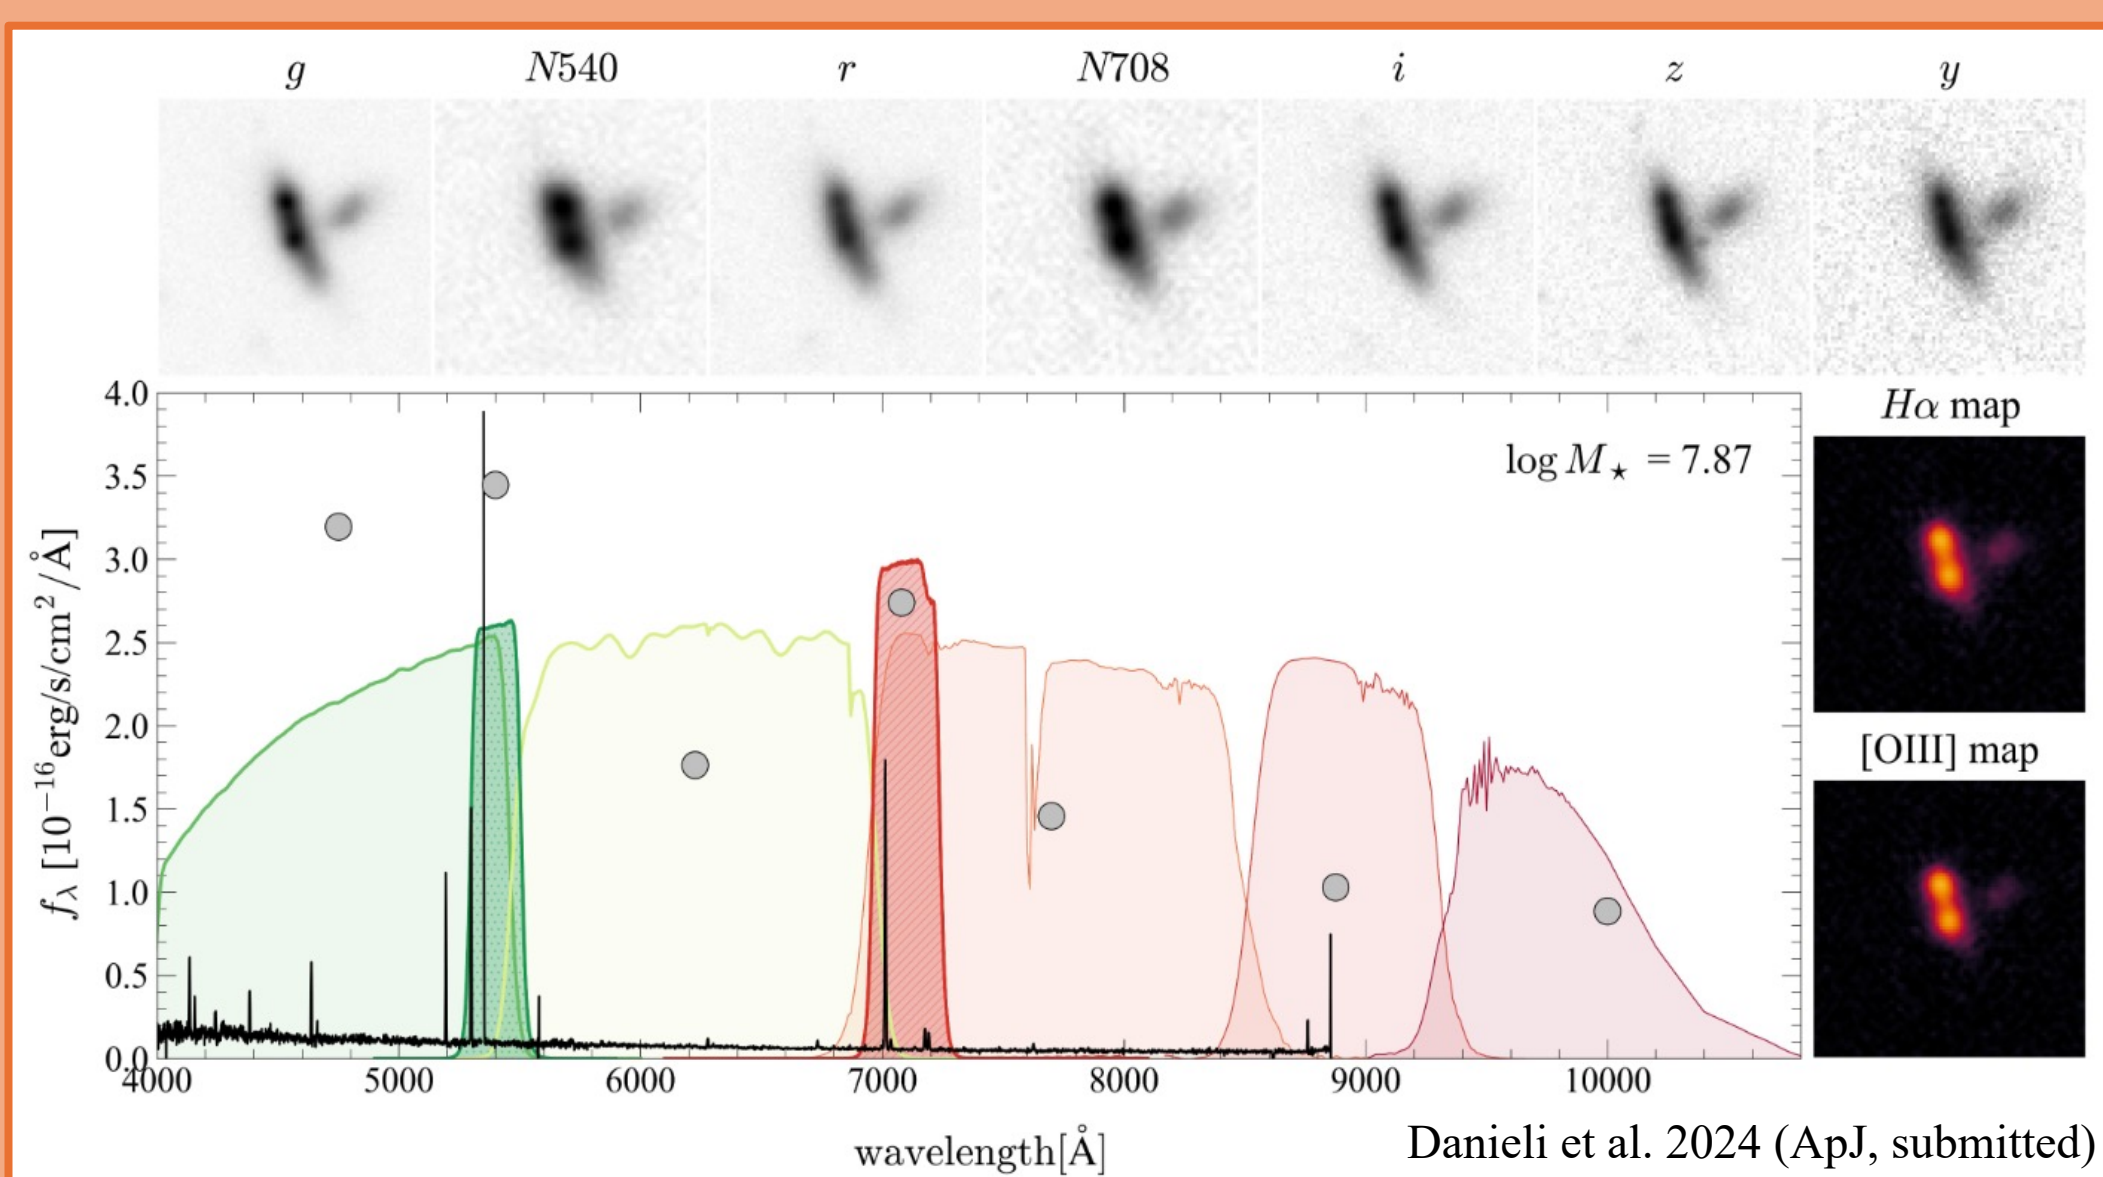 g N540 r N708 i z y
4.0
3.5
3.0
2.5
2.0
1.5
1.0
0.5
0.0
f_λ [10^−16 erg/s/cm^2/Å]
log M⋆ = 7.87
4000 5000 6000 7000 8000 9000 10000
wavelength[Å]
Hα map
[OIII] map
Danieli et al. 2024 (ApJ, submitted)